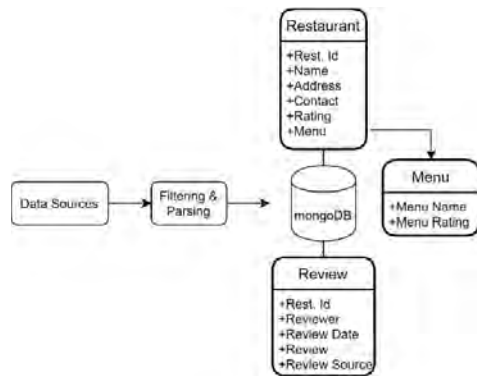 Restaurant
+Rest. Id
+Name
+Address
+Contact
+Rating
+Menu
Data Sources
Filtering &
Parsing
mongoDB
Menu
+Menu Name
+Menu Rating
Review
+Rest. Id
+Reviewer
+Review Date
+Review
+Review Source